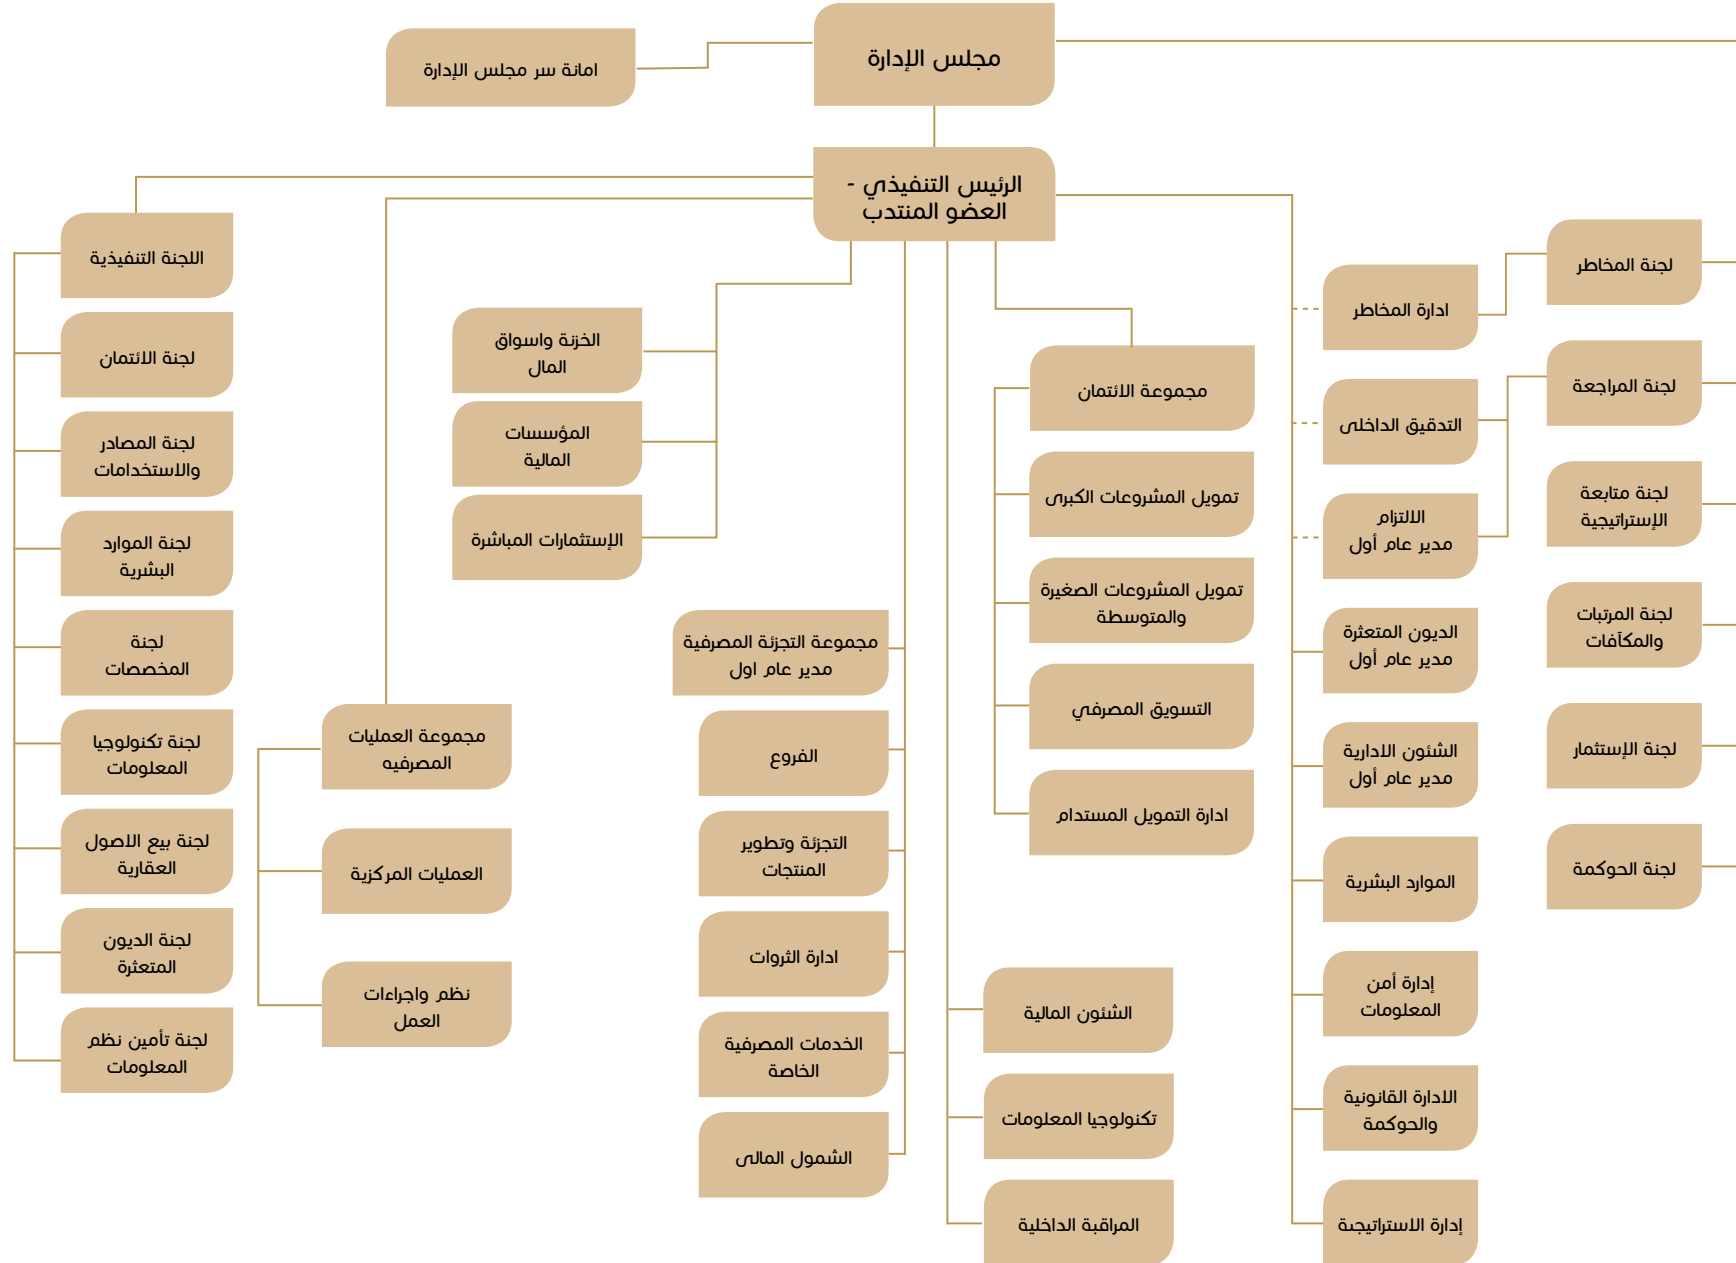 مجلس الإدارة
امانة سر مجلس الإدارة
الرئيس التنفيذي -
العضو المنتدب
لجنة المخاطر
لجنة المراجعة
لجنة متابعة
الإستراتيجية
لجنة المرتبات
والمكآفات
لجنة الإستثمار
لجنة الحوكمة
ادارة المخاطر
التدقيق الداخلى
الالتزام
مدير عام أول
الديون المتعثرة
مدير عام أول
الشئون الادارية
مدير عام أول
الموارد البشرية
إدارة أمن
المعلومات
الادارة القانونية
والحوكمة
إدارة الاستراتيجىة
مجموعة الائتمان
تمويل المشروعات الكبرى
تمويل المشروعات الصغيرة
والمتوسطة
التسويق المصرفي
ادارة التمويل المستدام
الشئون المالية
تكنولوجيا المعلومات
المراقبة الداخلية
مجموعة التجزئة المصرفية
مدير عام اول
الفروع
التجزئة وتطوير
المنتجات
ادارة الثروات
الخدمات المصرفية
الخاصة
الشمول المالى
الخزنة واسواق
المال
المؤسسات
المالية
الإستثمارات المباشرة
مجموعة العمليات
المصرفيه
العمليات المركزية
نظم واجراءات
العمل
اللجنة التنفيذية
لجنة الائتمان
لجنة المصادر
والاستخدامات
لجنة الموارد
البشرية
لجنة
المخصصات
لجنة تكنولوجيا
المعلومات
لجنة بيع الاصول
العقارية
لجنة الديون
المتعثرة
لجنة تأمين نظم
المعلومات